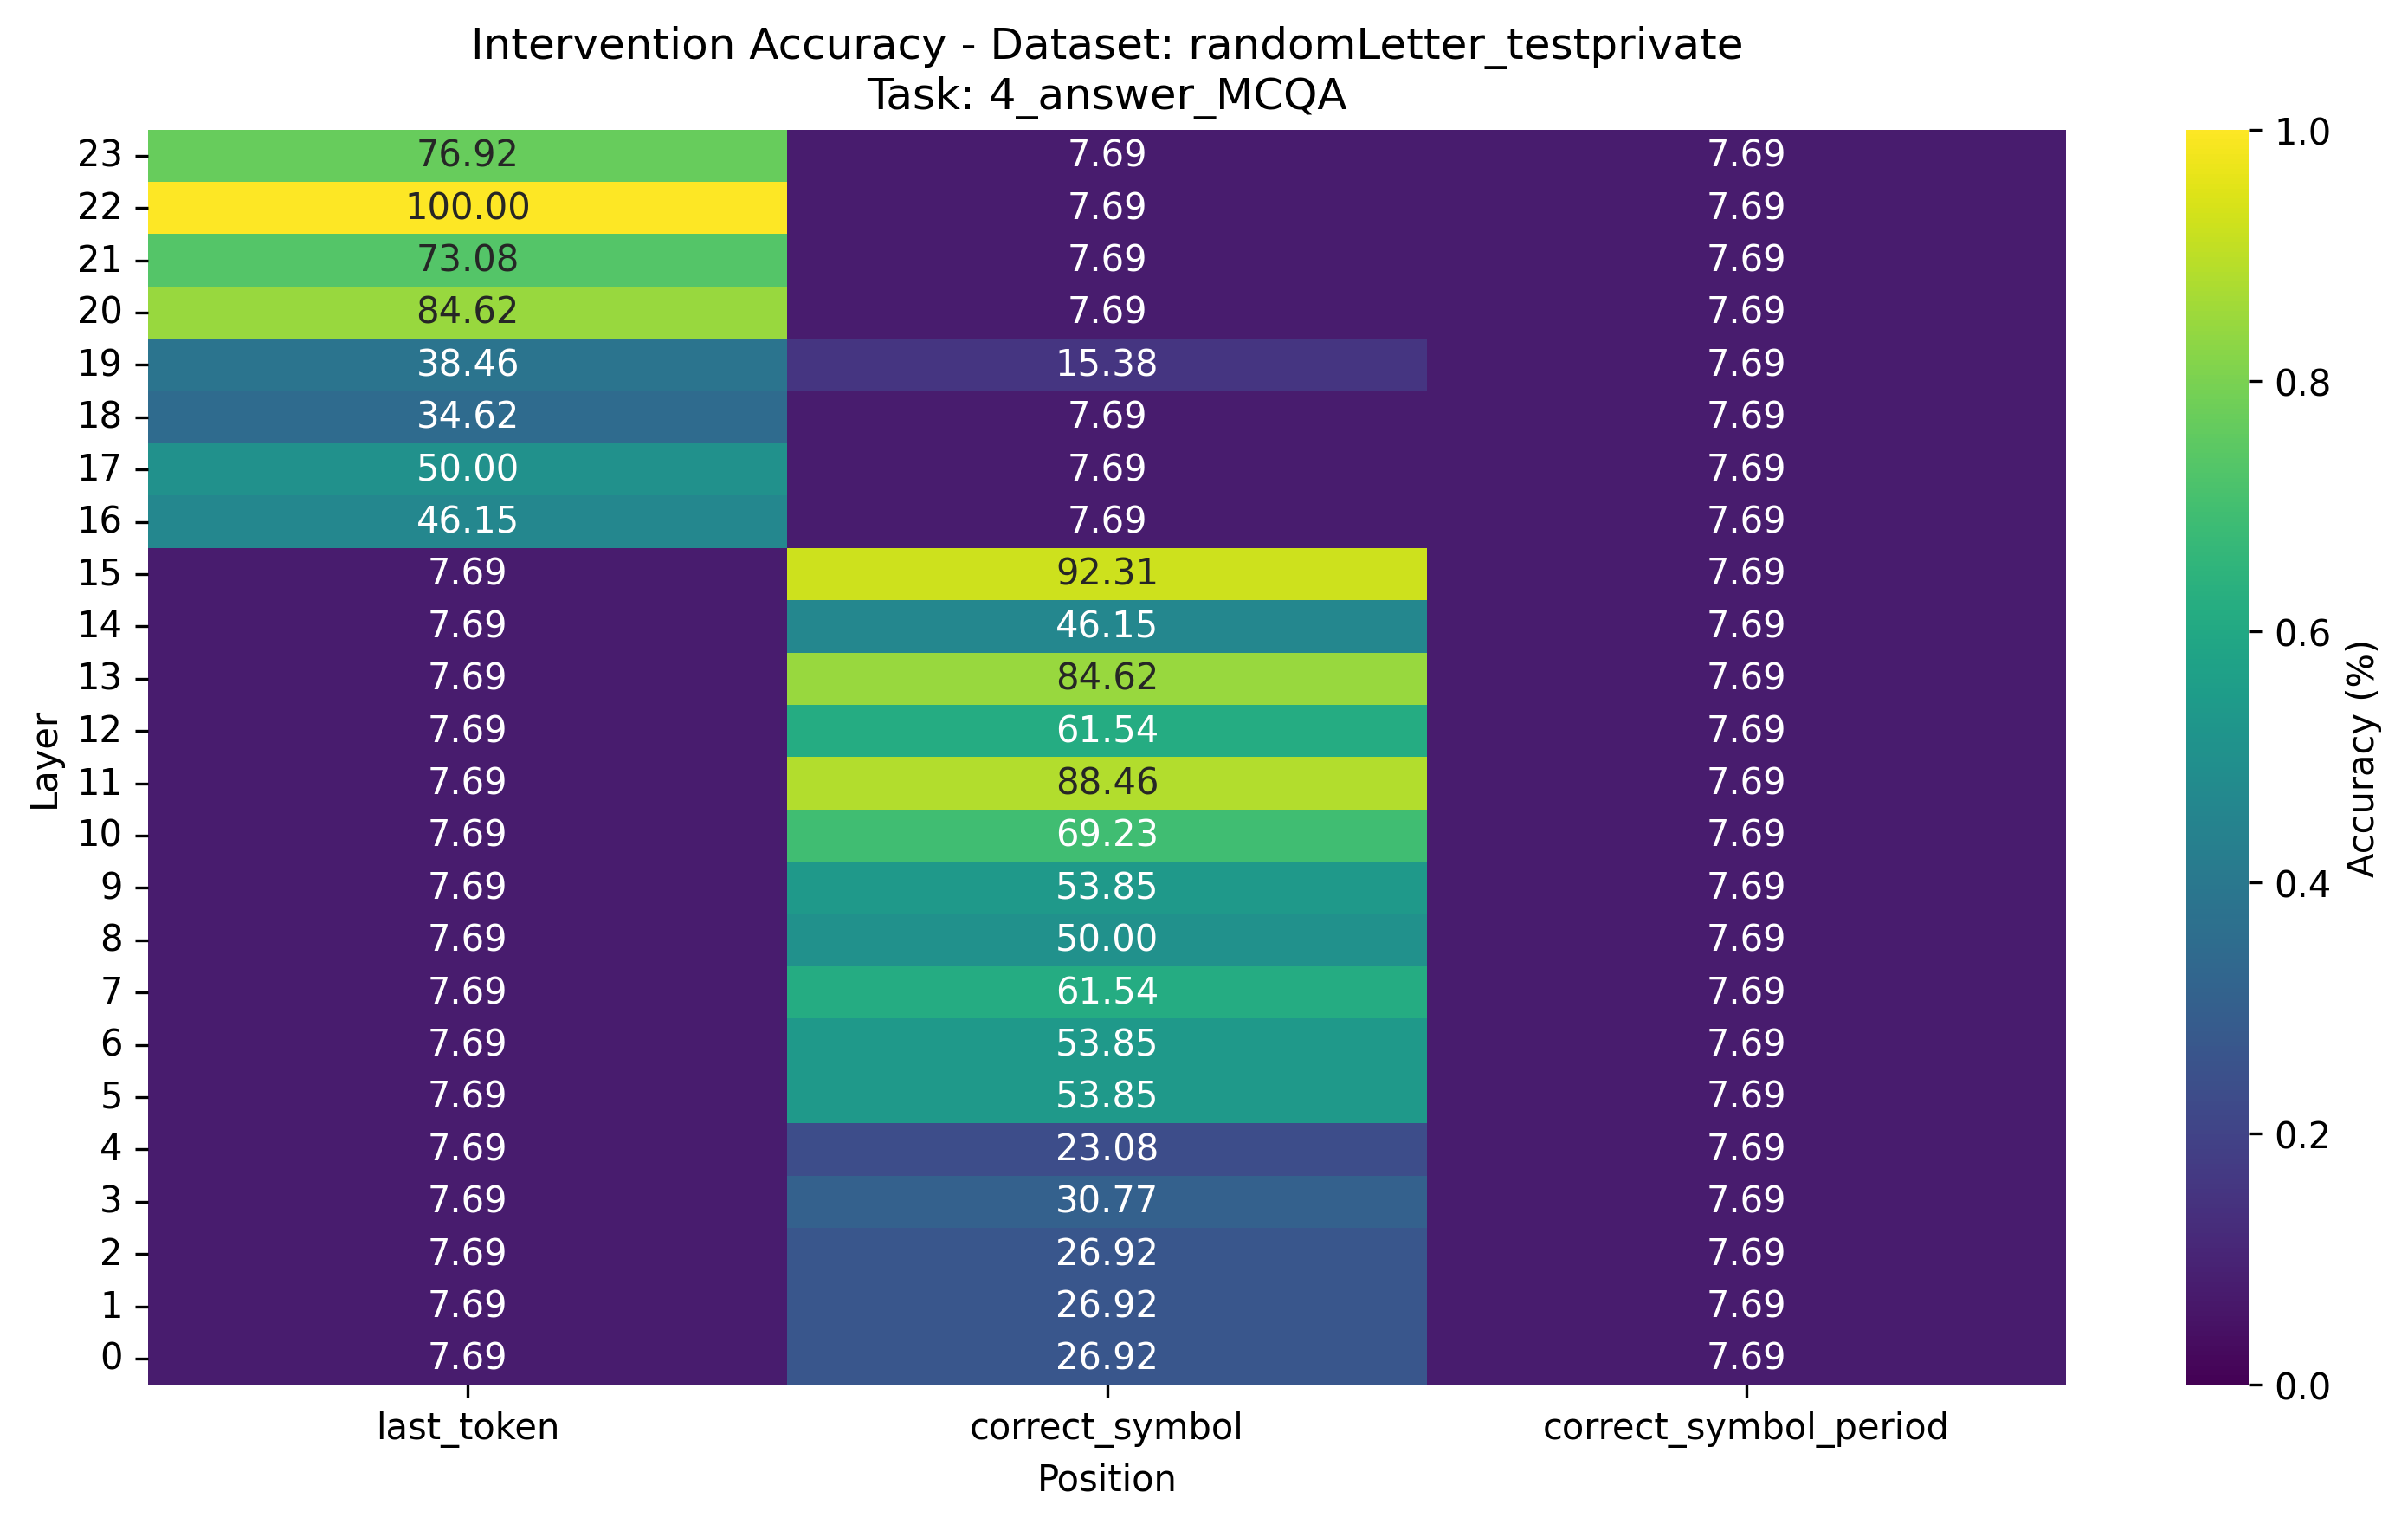 Intervention Accuracy - Dataset: randomLetter_testprivate
Task: 4_answer_MCQA
23 76.92 7.69 7.69
22 100.00 7.69 7.69
21 73.08 7.69 7.69
20 84.62 7.69 7.69
19 38.46 15.38 7.69
18 34.62 7.69 7.69
17 50.00 7.69 7.69
16 46.15 7.69 7.69
15 7.69 92.31 7.69
14 7.69 46.15 7.69
13 7.69 84.62 7.69
12 7.69 61.54 7.69
11 7.69 88.46 7.69
10 7.69 69.23 7.69
9 7.69 53.85 7.69
8 7.69 50.00 7.69
7 7.69 61.54 7.69
6 7.69 53.85 7.69
5 7.69 53.85 7.69
4 7.69 23.08 7.69
3 7.69 30.77 7.69
2 7.69 26.92 7.69
1 7.69 26.92 7.69
0 7.69 26.92 7.69
last_token correct_symbol correct_symbol_period
Position
Layer
1.0
0.8
0.6
0.4
0.2
0.0
Accuracy (%)